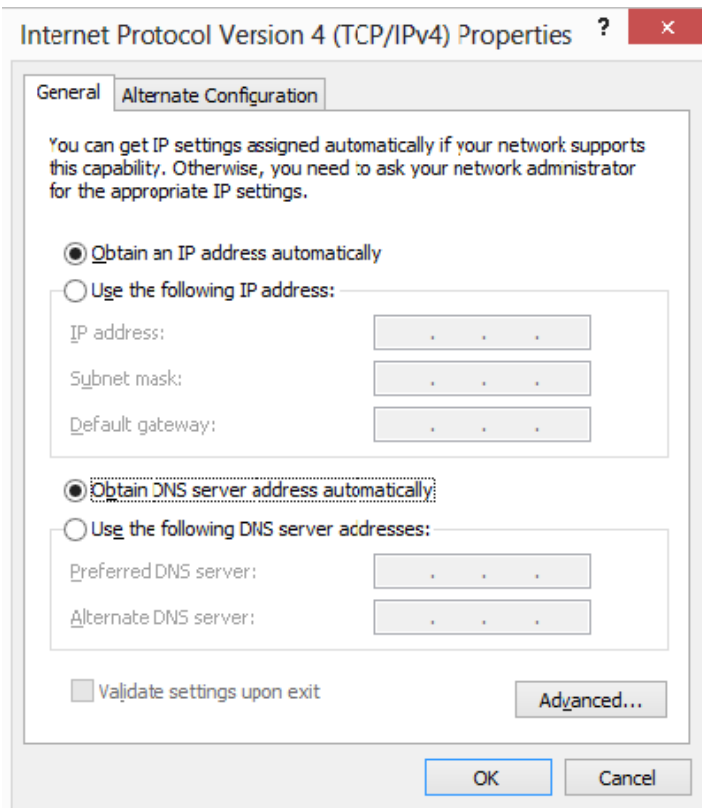 Internet Protocol Version 4 (TCP/IPv4) Properties ? ×
General Alternate Configuration
You can get IP settings assigned automatically if your network supports
this capability. Otherwise, you need to ask your network administrator
for the appropriate IP settings.
Obtain an IP address automatically
Use the following IP address:
IP address: . . .
Subnet mask: . . .
Default gateway: . . .
Obtain DNS server address automatically
Use the following DNS server addresses:
Preferred DNS server: . . .
Alternate DNS server: . . .
Validate settings upon exit
Advanced...
OK Cancel